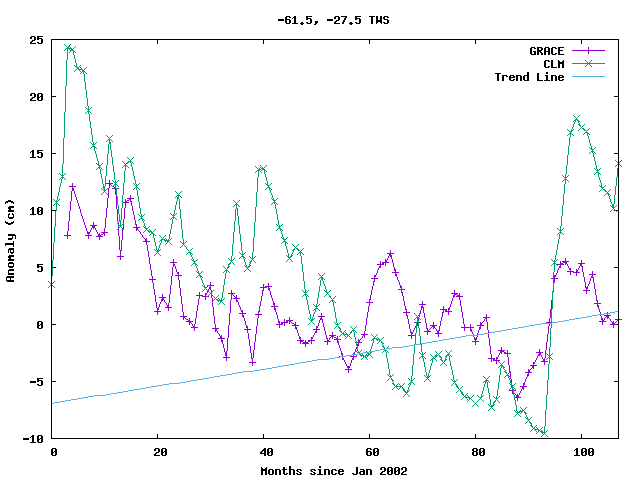 -61.5, -27.5 TWS
GRACE
CLM
Trend Line
25
20
15
10
5
0
-5
-10
Anomaly (cm)
0 20 40 60 80 100
Months since Jan 2002